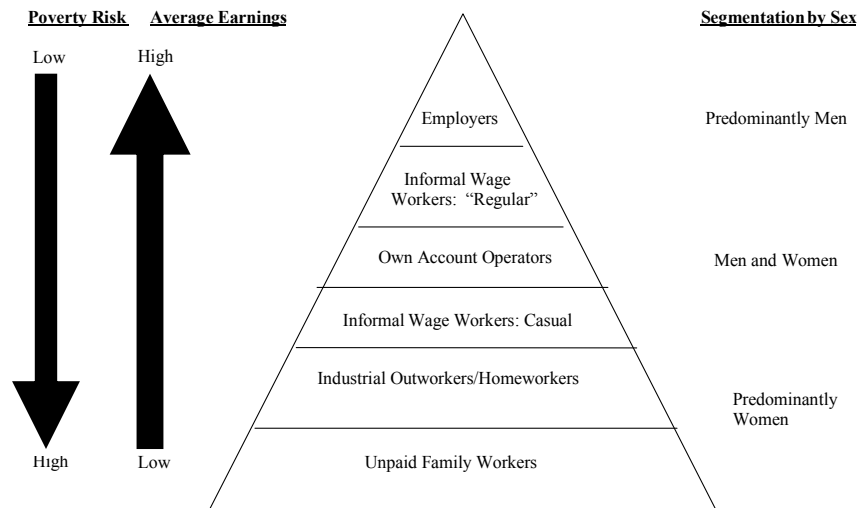 Poverty Risk Average Earnings Segmentation by Sex
Low High
Employers Predominantly Men
Informal Wage
Workers: “Regular”
Own Account Operators Men and Women
Informal Wage Workers: Casual
Industrial Outworkers/Homeworkers
Predominantly
Women
High Low
Unpaid Family Workers